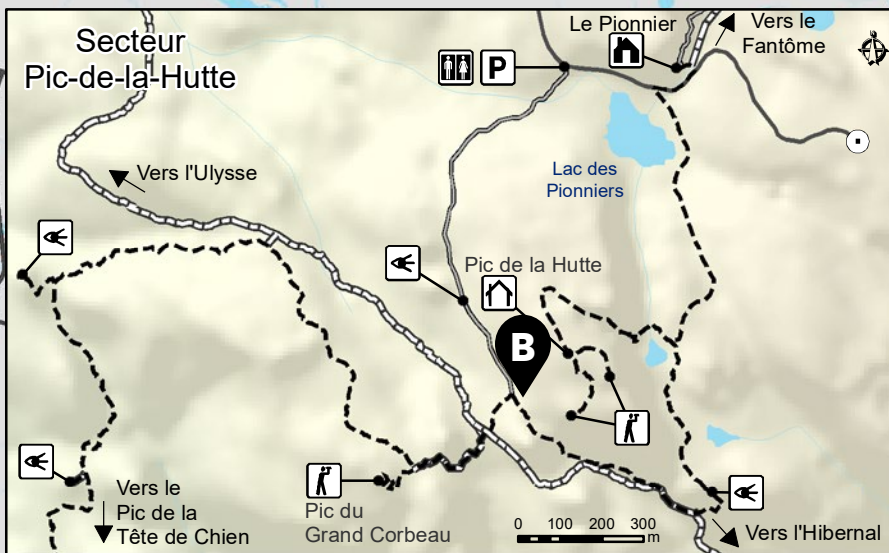 Secteur
Pic-de-la-Hutte
Le Pionnier
Vers le
Fantôme
P
Vers l'Ulysse
Lac des
Pionniers
Pic de la Hutte
B
Vers le
Pic de la
Tête de Chien
Pic du
Grand Corbeau
0 100 200 300
m
Vers l'Hibernal